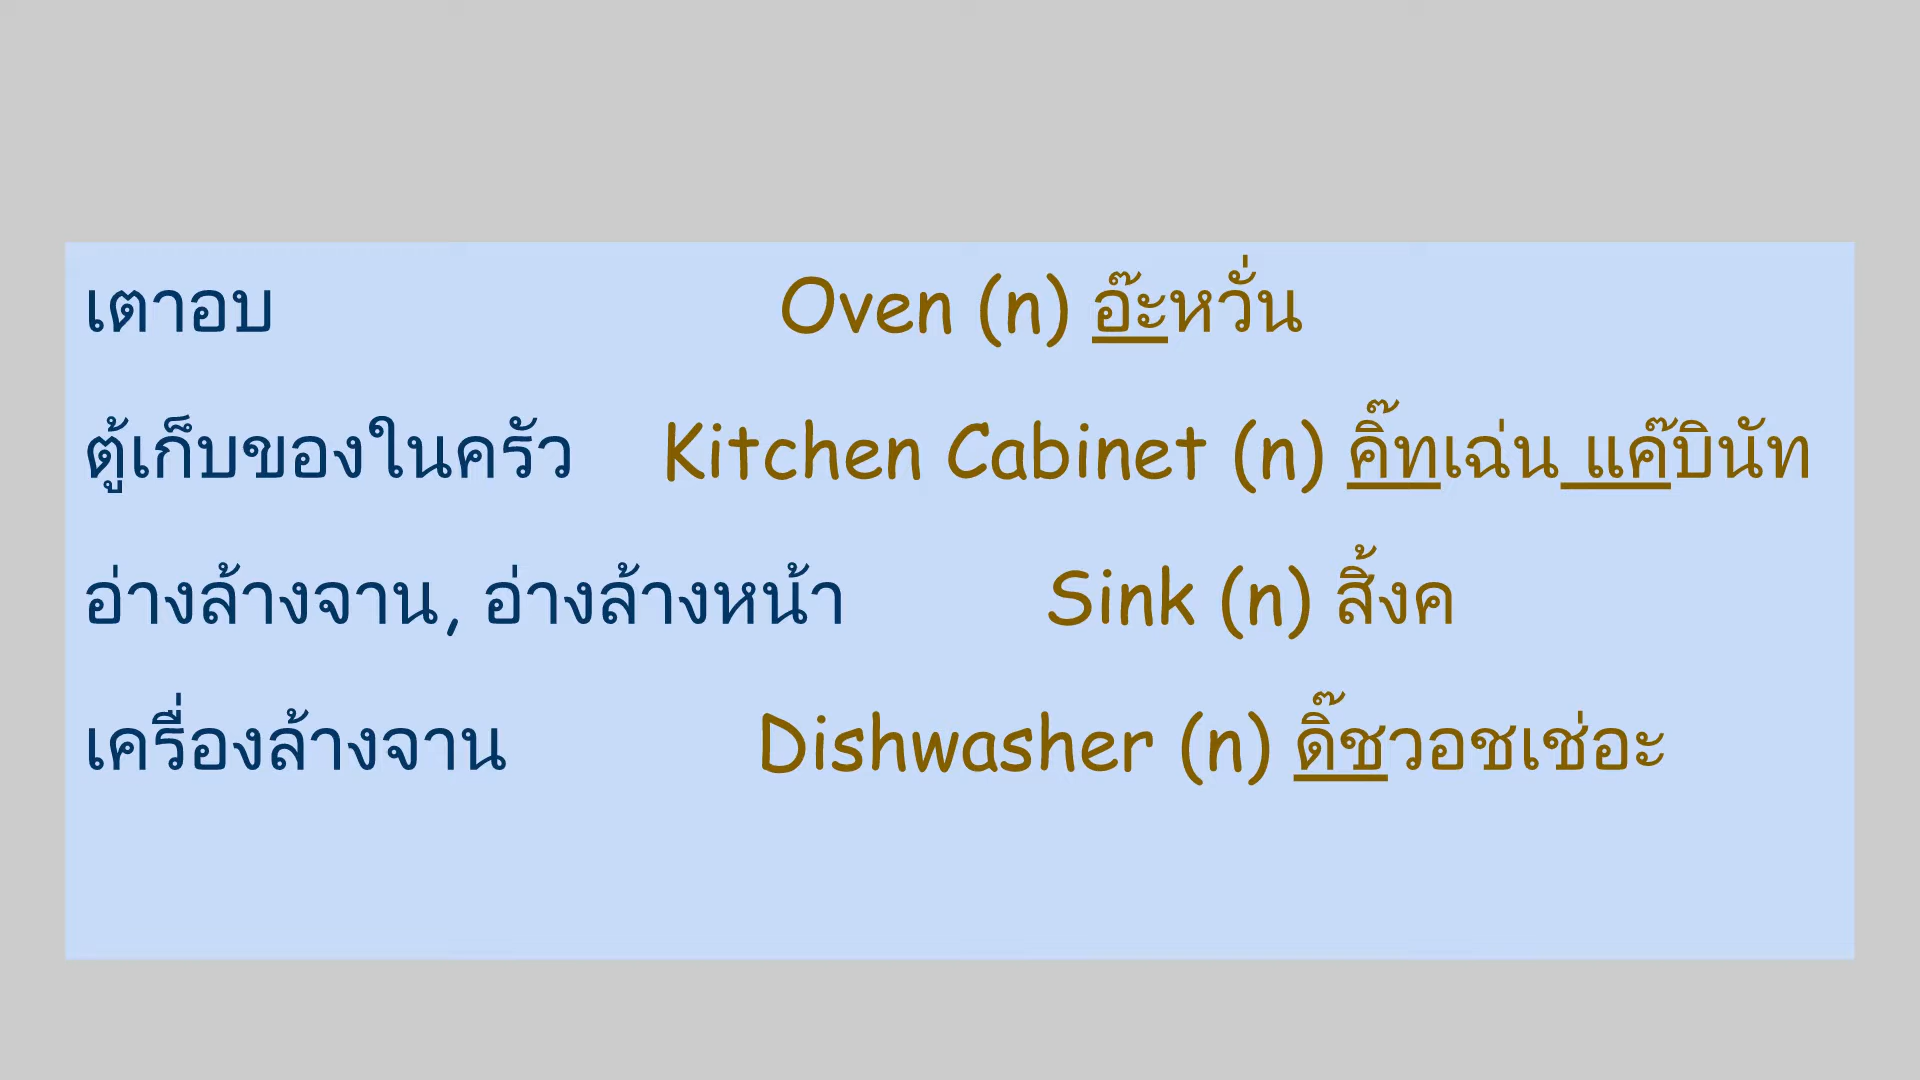 เตาอบ Oven (n) อ๊ะหวั่น
ตู้เก็บของในครัว Kitchen Cabinet (n) คิ๊ทเฉ่น แค๊บินัท
อ่างล้างจาน, อ่างล้างหน้า Sink (n) สิ้งค
เครื่องล้างจาน Dishwasher (n) ดิ๊ชวอชเช่อะ